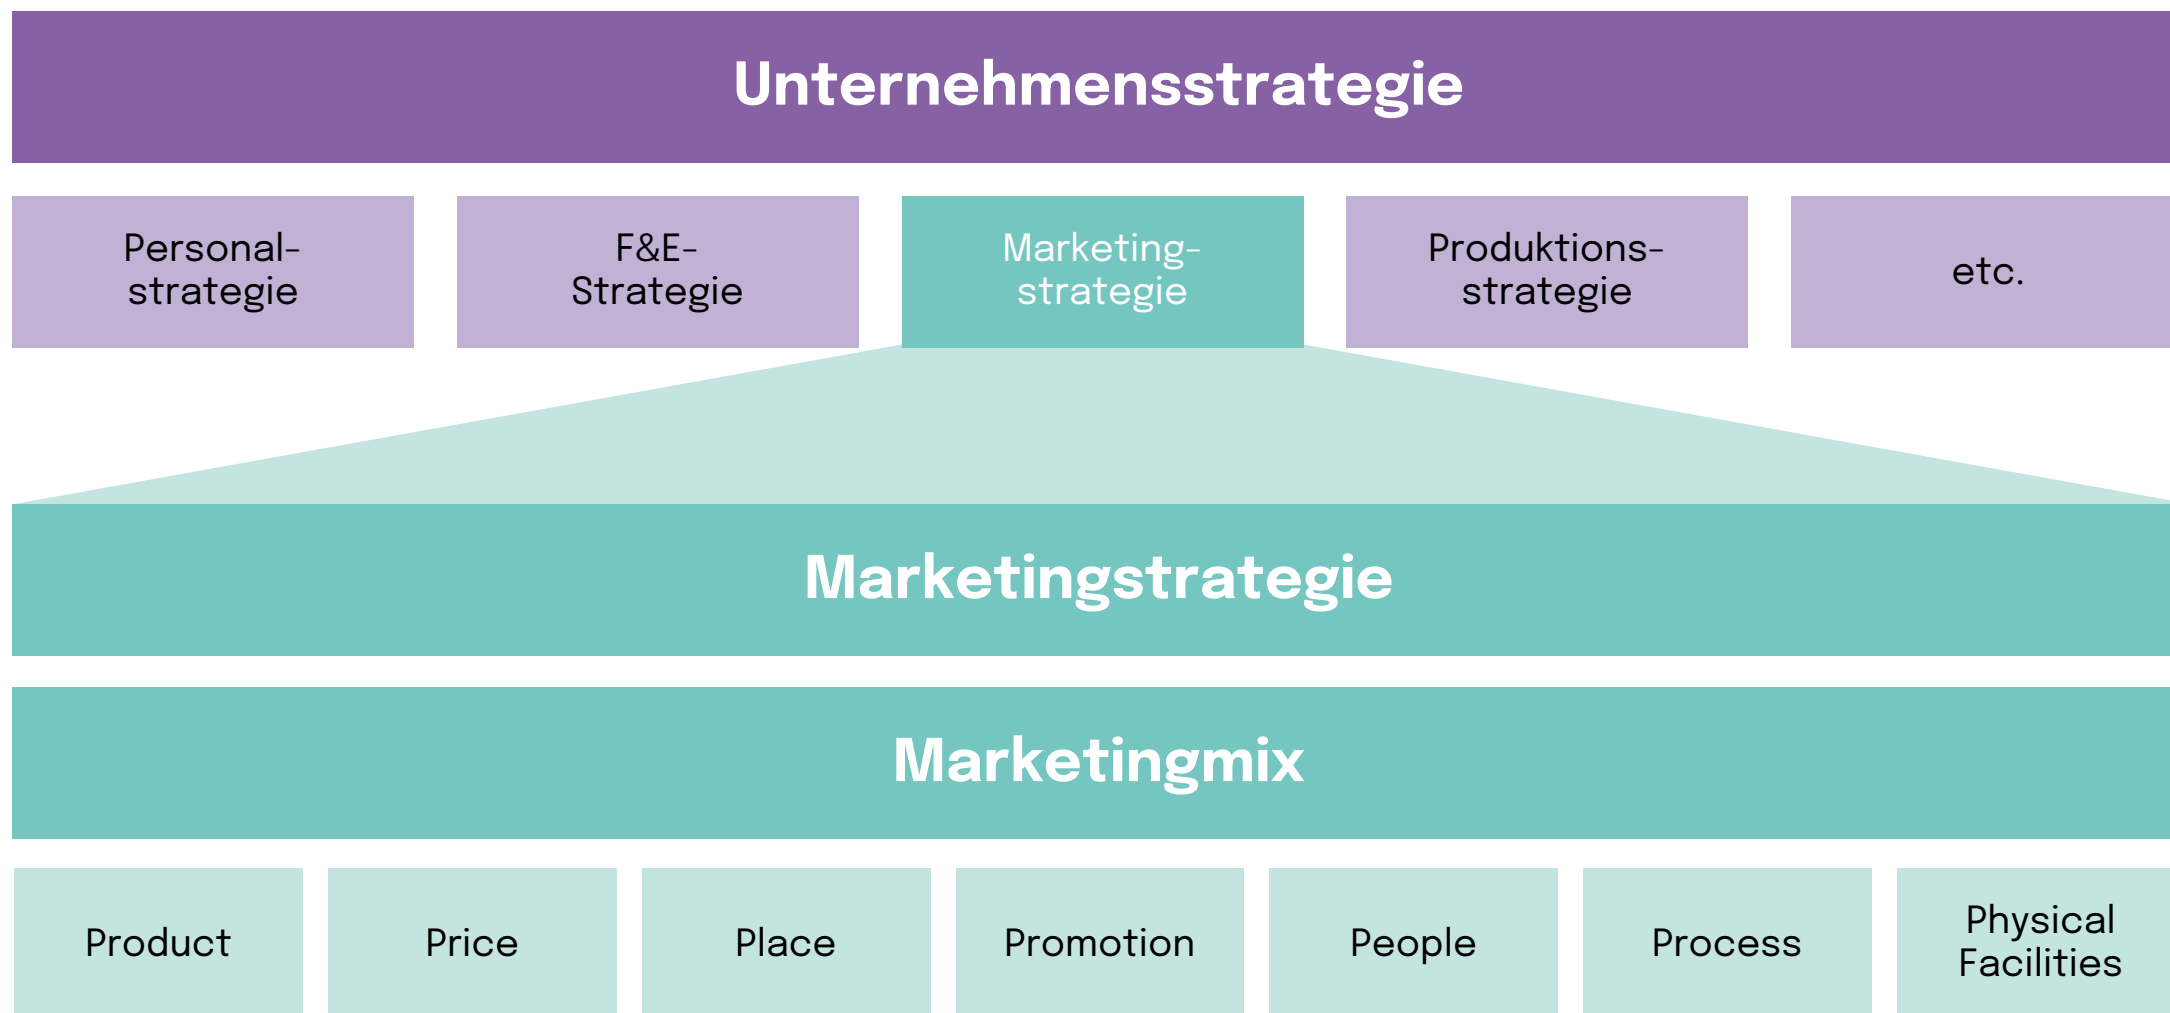 Unternehmensstrategie
Personal-
strategie
F&E-
Strategie
Marketing-
strategie
Produktions-
strategie
etc.
Marketingstrategie
Marketingmix
Product
Price
Place
Promotion
People
Process
Physical
Facilities